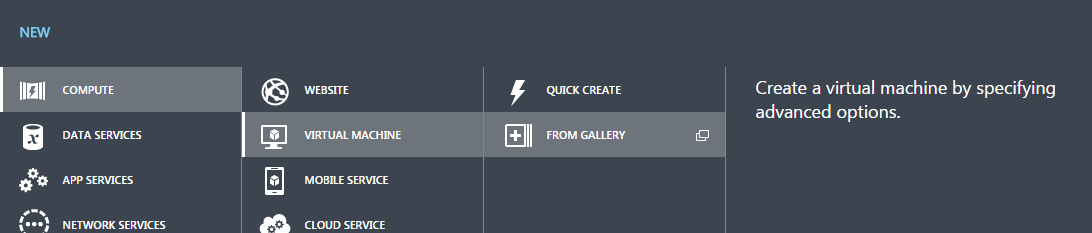 NEW
COMPUTE
DATA SERVICES
APP SERVICES
NETWORK SERVICES
WEBSITE
VIRTUAL MACHINE
MOBILE SERVICE
CLOUD SERVICE
QUICK CREATE
FROM GALLERY
Create a virtual machine by specifying
advanced options.